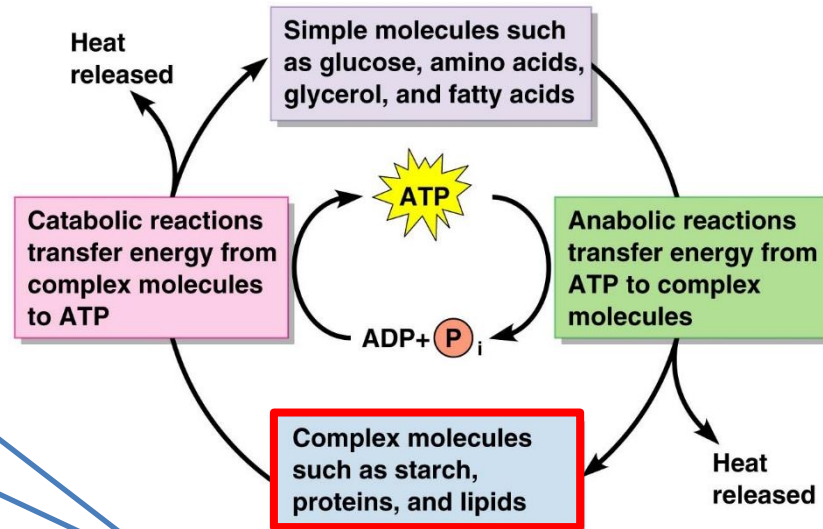 Heat
released
Simple molecules such
as glucose, amino acids,
glycerol, and fatty acids
ATP
Catabolic reactions
transfer energy from
complex molecules
to ATP
Anabolic reactions
transfer energy from
ATP to complex
molecules
ADP+ P i
Complex molecules
such as starch,
proteins, and lipids
Heat
released